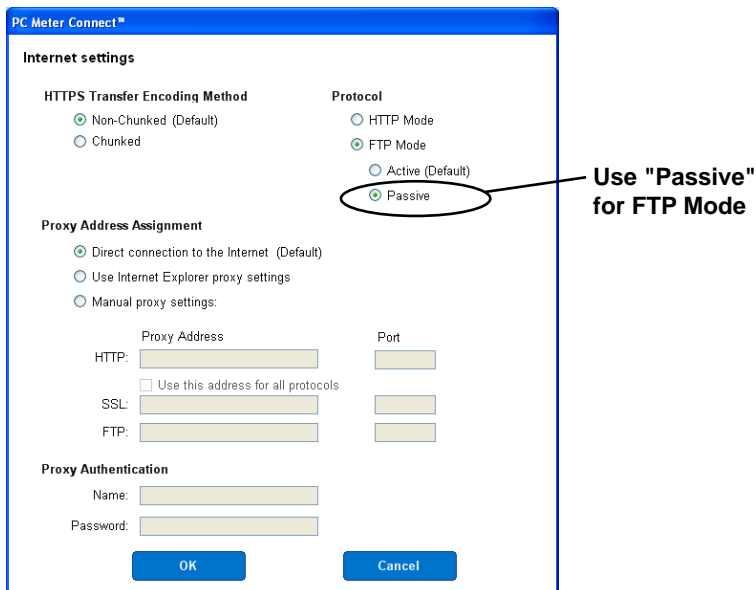 PC Meter Connect™
Internet settings
HTTPS Transfer Encoding Method
Non-Chunked (Default)
Chunked
Protocol
HTTP Mode
FTP Mode
Active (Default)
Passive
Use "Passive"
for FTP Mode
Proxy Address Assignment
Direct connection to the Internet (Default)
Use Internet Explorer proxy settings
Manual proxy settings:
Proxy Address Port
HTTP:
Use this address for all protocols
SSL:
FTP:
Proxy Authentication
Name:
Password:
OK Cancel